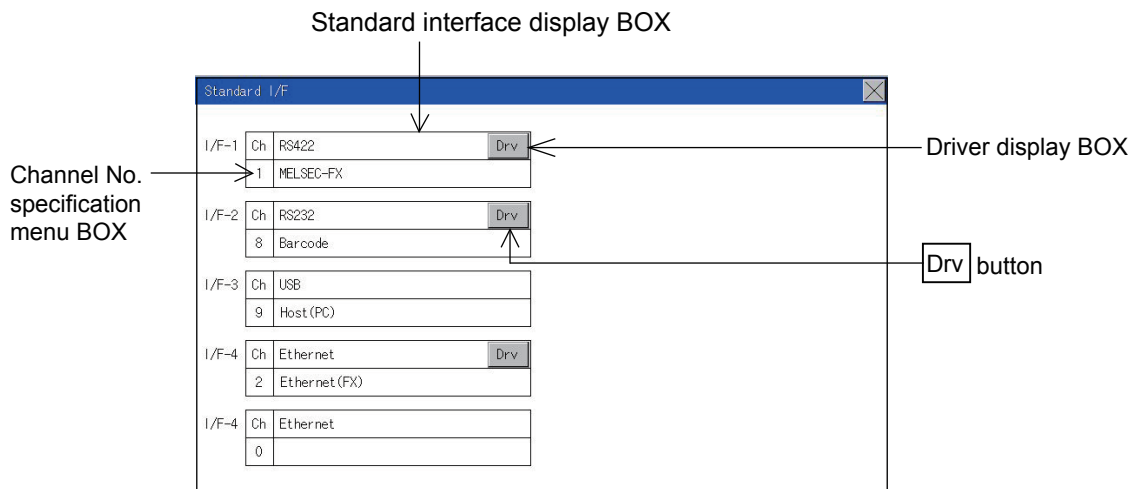 Standard interface display BOX
Standard I/F
I/F-1 Ch RS422 Drv
1 MELSEC-FX
Driver display BOX
Channel No.
specification
menu BOX
I/F-2 Ch RS232 Drv
8 Barcode
Drv button
I/F-3 Ch USB
9 Host(PC)
I/F-4 Ch Ethernet Drv
2 Ethernet(FX)
I/F-4 Ch Ethernet
0